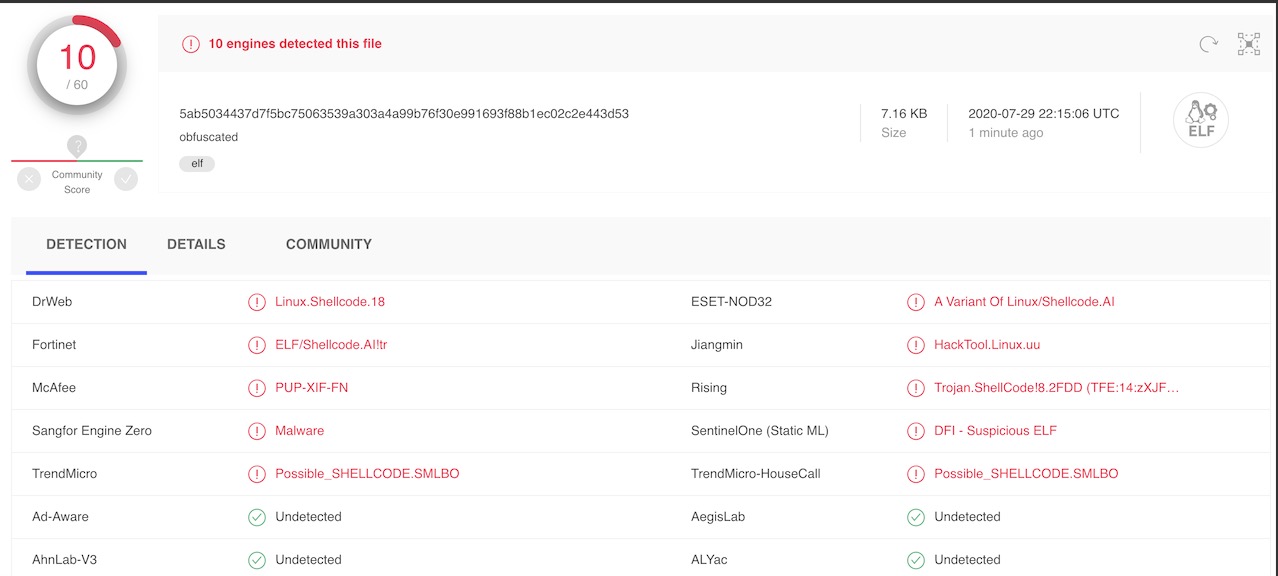 10
/ 60
?
Community
Score
10 engines detected this file
5ab5034437d7f5bc75063539a303a4a99b76f30e991693f88b1ec02c2e443d53
obfuscated
elf
7.16 KB
Size
2020-07-29 22:15:06 UTC
1 minute ago
ELF
DETECTION DETAILS COMMUNITY
DrWeb Linux.Shellcode.18 ESET-NOD32 A Variant Of Linux/Shellcode.AI
Fortinet ELF/Shellcode.AI!tr Jiangmin HackTool.Linux.uu
McAfee PUP-XIF-FN Rising Trojan.ShellCode!8.2FDD (TFE:14:zXJF…
Sangfor Engine Zero Malware SentinelOne (Static ML) DFI - Suspicious ELF
TrendMicro Possible_SHELLCODE.SMLBO TrendMicro-HouseCall Possible_SHELLCODE.SMLBO
Ad-Aware Undetected AegisLab Undetected
AhnLab-V3 Undetected ALYac Undetected